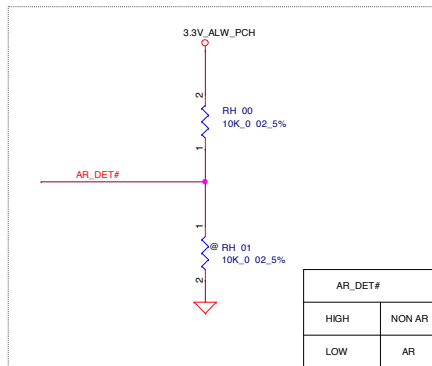 3.3V_ALW_PCH
2
RH 00
10K_0 02_5%
1
AR_DET#
1
@ RH 01
10K_0 02_5%
2
AR_DET#
HIGH NON AR
LOW AR